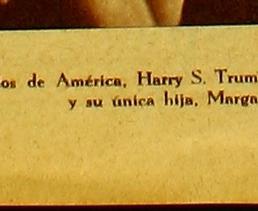 os de América, Harry S. Trum
y su única hija, Marga